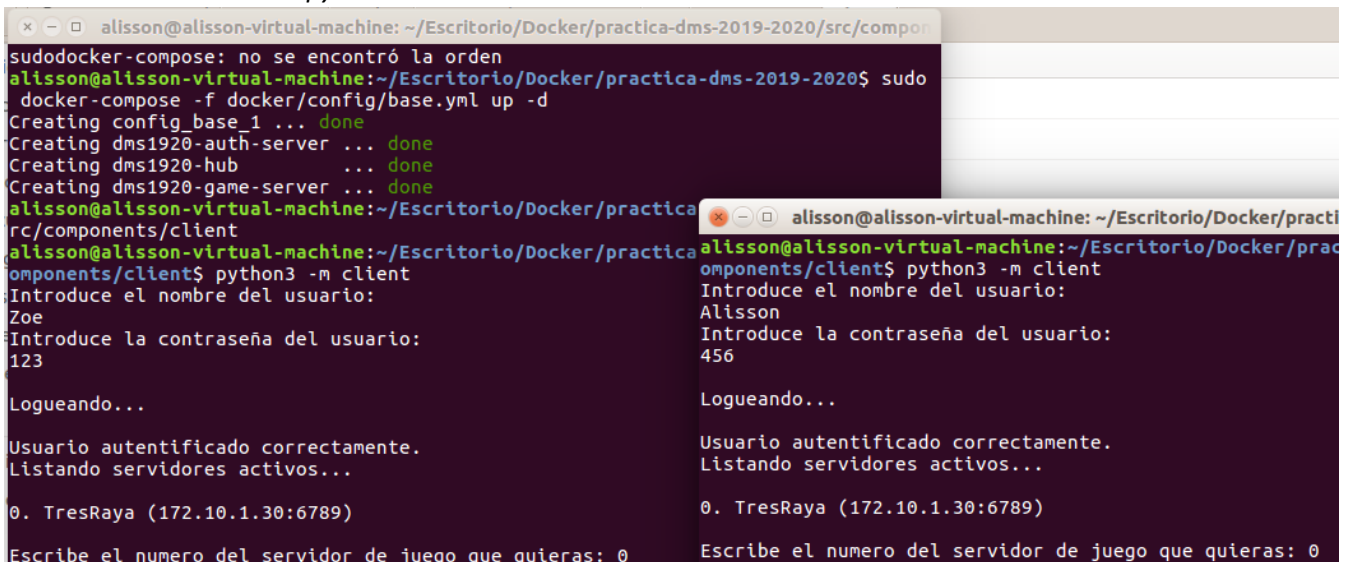 alisson@alisson-virtual-machine: ~/Escritorio/Docker/practica-dms-2019-2020/src/compon
sudodocker-compose: no se encontró la orden
alisson@alisson-virtual-machine:~/Escritorio/Docker/practica-dms-2019-2020$ sudo
docker-compose -f docker/config/base.yml up -d
Creating config_base_1 ... done
Creating dms1920-auth-server ... done
Creating dms1920-hub         ... done
Creating dms1920-game-server ... done
alisson@alisson-virtual-machine:~/Escritorio/Docker/practica
rc/components/client
alisson@alisson-virtual-machine:~/Escritorio/Docker/practica
omponents/client$ python3 -m client
Introduce el nombre del usuario:
Zoe
Introduce la contraseña del usuario:
123
Logueando...
Usuario autentificado correctamente.
Listando servidores activos...
0. TresRaya (172.10.1.30:6789)
Escribe el numero del servidor de juego que quieras: 0
alisson@alisson-virtual-machine: ~/Escritorio/Docker/practi
alisson@alisson-virtual-machine:~/Escritorio/Docker/prac
omponents/client$ python3 -m client
Introduce el nombre del usuario:
Alisson
Introduce la contraseña del usuario:
456
Logueando...
Usuario autentificado correctamente.
Listando servidores activos...
0. TresRaya (172.10.1.30:6789)
Escribe el numero del servidor de juego que quieras: 0